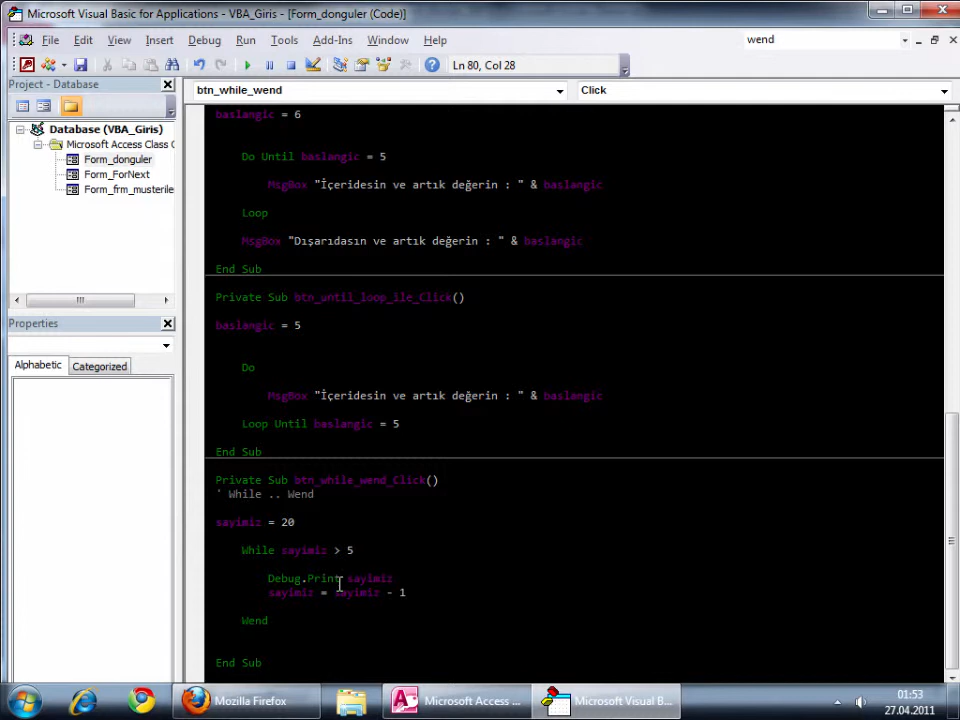 Microsoft Visual Basic for Applications - VBA_Giris - [Form_donguler (Code)]
File Edit View Insert Debug Run Tools Add-Ins Window Help
wend
Ln 80, Col 28
Project - Database
btn_while_wend
Click
Database (VBA_Giris)
Microsoft Access Class O
Form_donguler
Form_ForNext
Form_frm_musterile
Properties
Alphabetic Categorized
baslangic = 6
Do Until baslangic = 5
MsgBox "İçeridesin ve artık değerin : " & baslangic
Loop
MsgBox "Dışarıdasın ve artık değerin : " & baslangic
End Sub
Private Sub btn_until_loop_ile_Click()
baslangic = 5
Do
MsgBox "İçeridesin ve artık değerin : " & baslangic
Loop Until baslangic = 5
End Sub
Private Sub btn_while_wend_Click()
' While .. Wend
sayimiz = 20
While sayimiz > 5
Debug.Print sayimiz
sayimiz = sayimiz - 1
Wend
End Sub
Mozilla Firefox
Microsoft Access ...
Microsoft Visual B...
01:53
27.04.2011